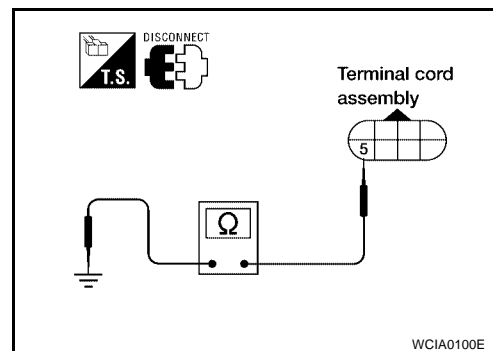 DISCONNECT
T.S.
Terminal cord
assembly
5
Ω
WCIA0100E